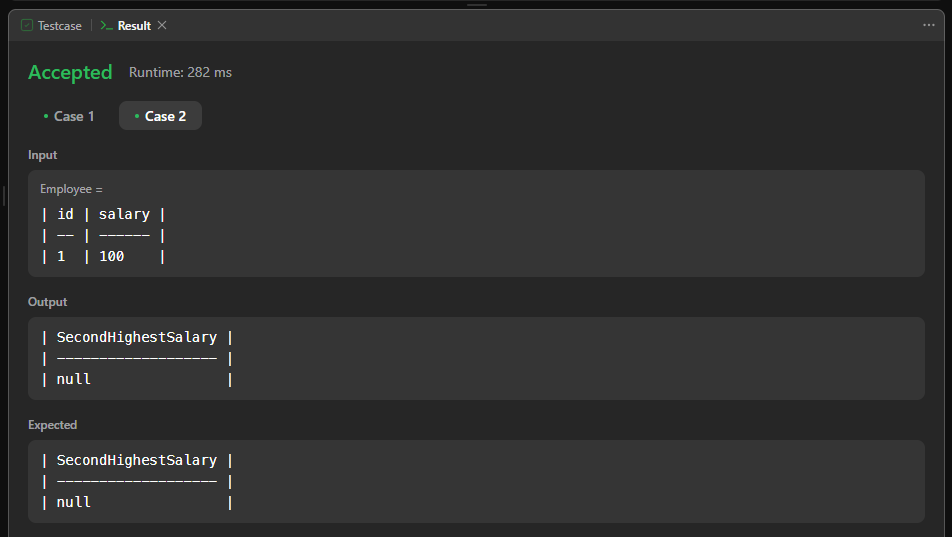 Testcase | Result
Accepted Runtime: 282 ms
Case 1 Case 2
Input
Employee =
| id | salary |
| -- | ------ |
| 1  | 100    |
Output
| SecondHighestSalary |
| ------------------- |
| null                |
Expected
| SecondHighestSalary |
| ------------------- |
| null                |